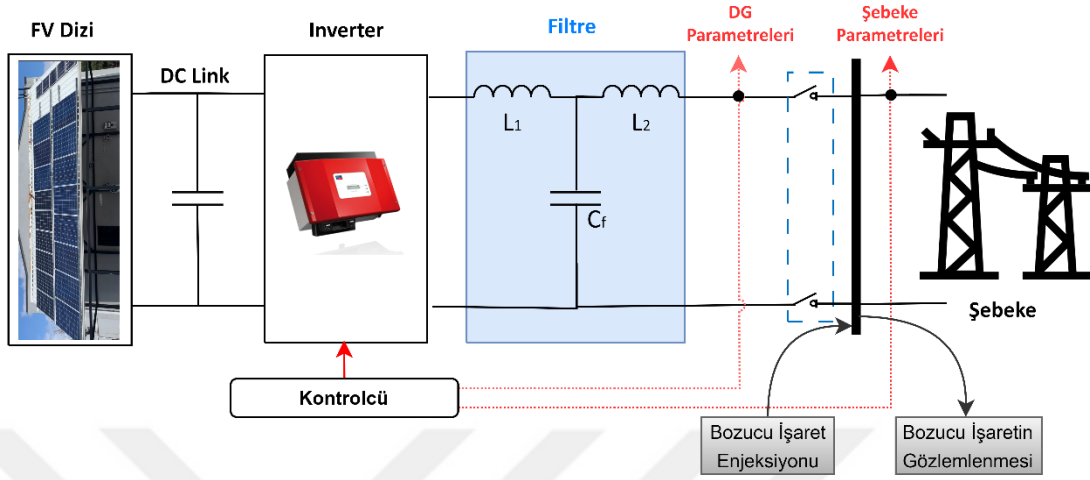 FV Dizi
DC Link
Inverter
Filtre
DG
Parametreleri
Şebeke
Parametreleri
L1
L2
Cf
Şebeke
Kontrolcü
Bozucu İşaret
Enjeksiyonu
Bozucu İşaretin
Gözlemlenmesi